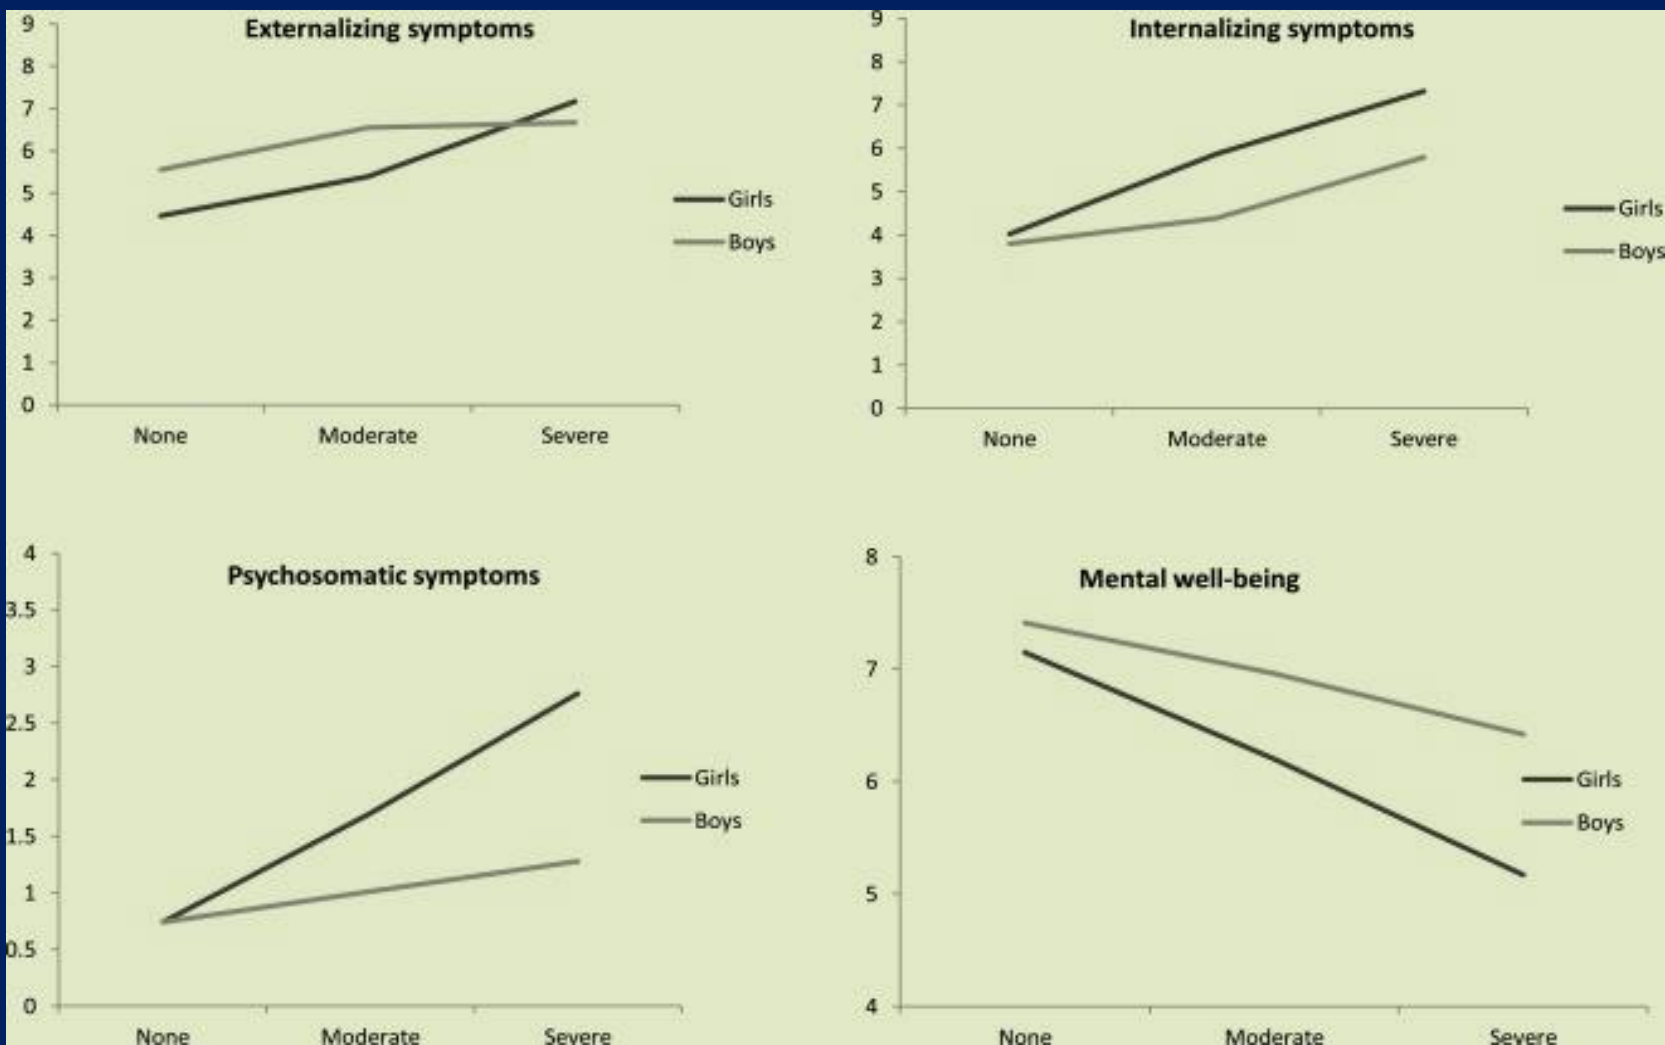 Externalizing symptoms
9
8
7
6
5
4
3
2
1
0
None Moderate Severe
Girls
Boys
Internalizing symptoms
9
8
7
6
5
4
3
2
1
0
None Moderate Severe
Girls
Boys
Psychosomatic symptoms
4
3.5
3
2.5
2
1.5
1
0.5
0
None Moderate Severe
Girls
Boys
Mental well-being
8
7
6
5
4
None Moderate Severe
Girls
Boys